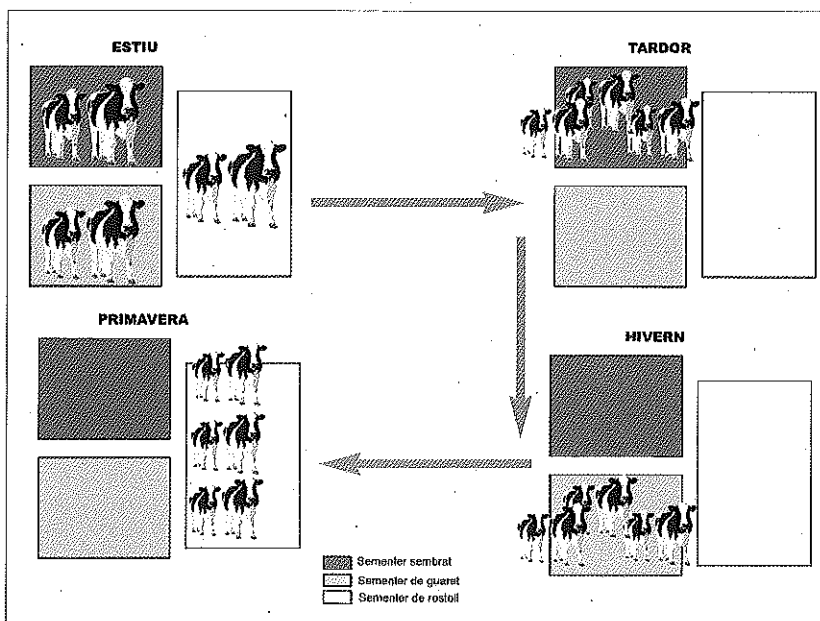 ESTIU
TARDOR
PRIMAVERA
HIVERN
Sementer sembrat
Sementer de guaret
Sementer de rostoll